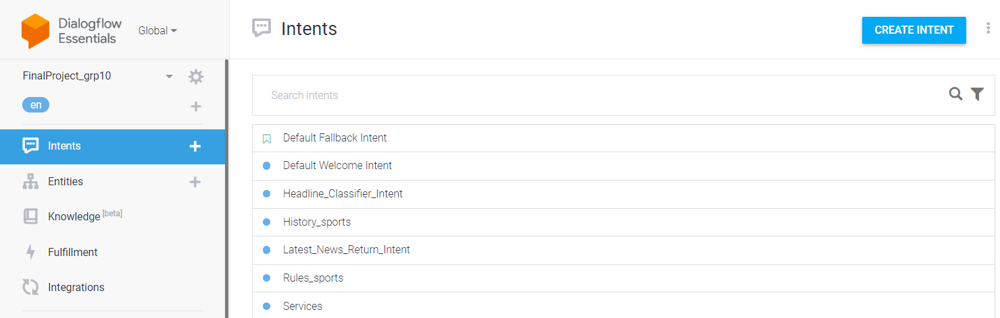 Dialogflow
Essentials
Global
Intents
CREATE INTENT
FinalProject_grp10
en
Search intents
Intents
Entities
Knowledge [beta]
Fulfillment
Integrations
Default Fallback Intent
Default Welcome Intent
Headline_Classifier_Intent
History_sports
Latest_News_Return_Intent
Rules_sports
Services